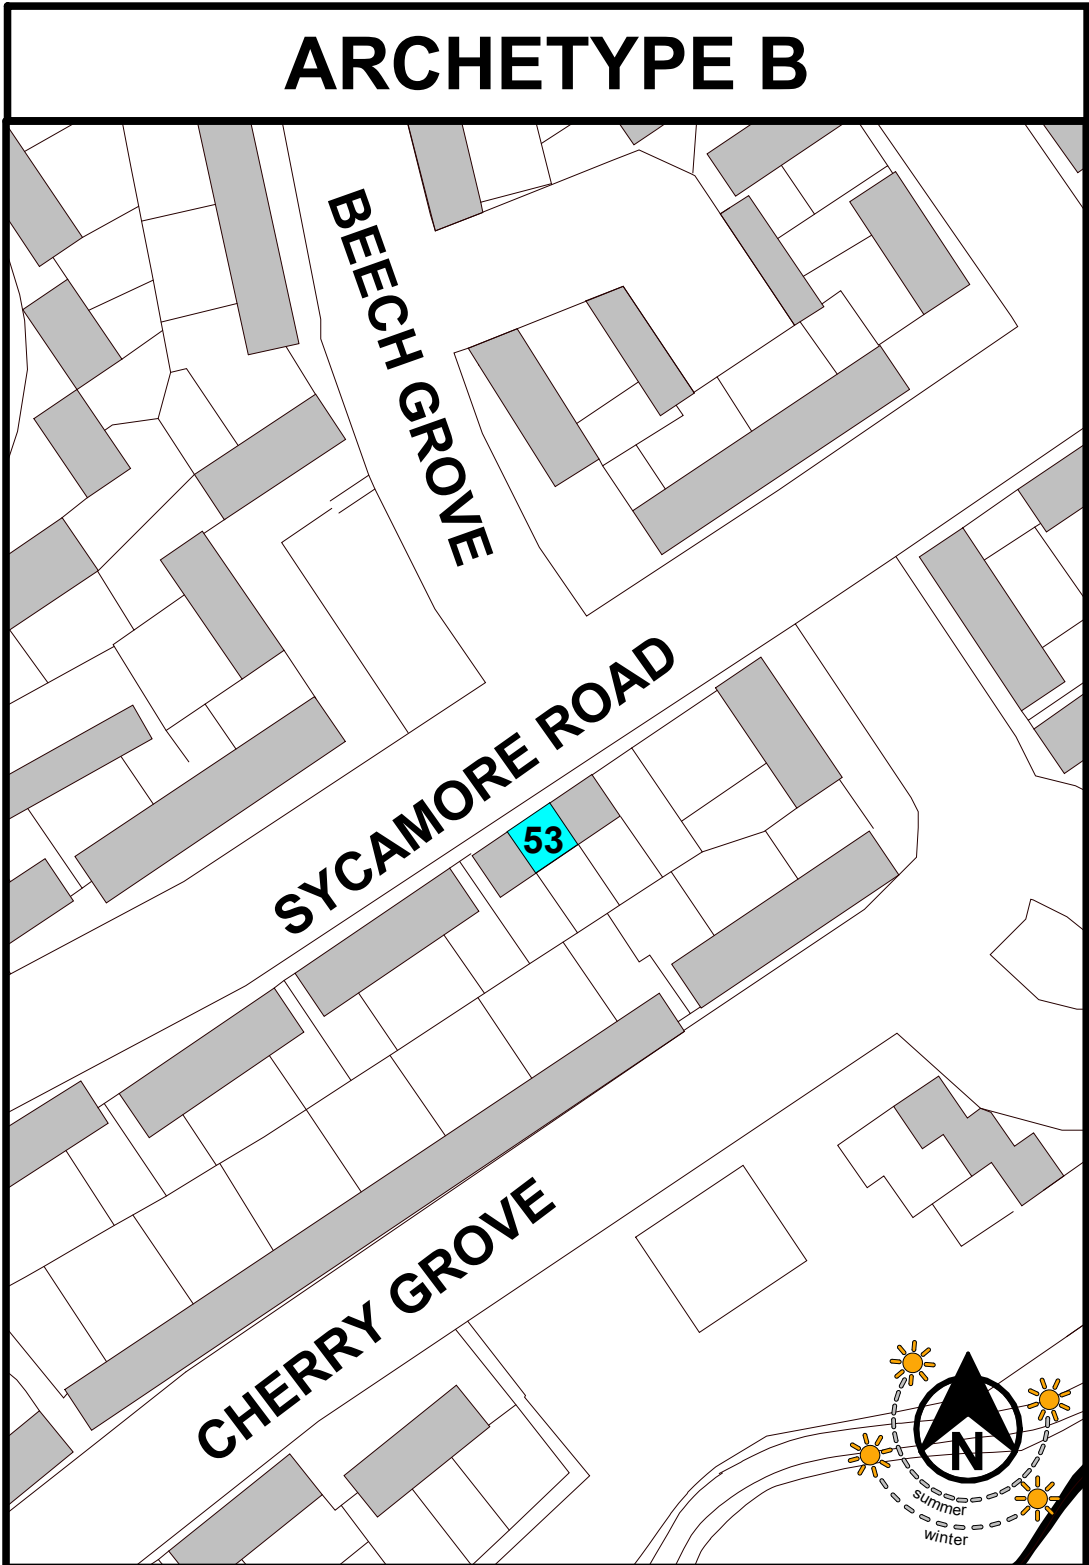 ARCHETYPE B
BEECH GROVE
SYCAMORE ROAD
53
CHERRY GROVE
N
summer
winter